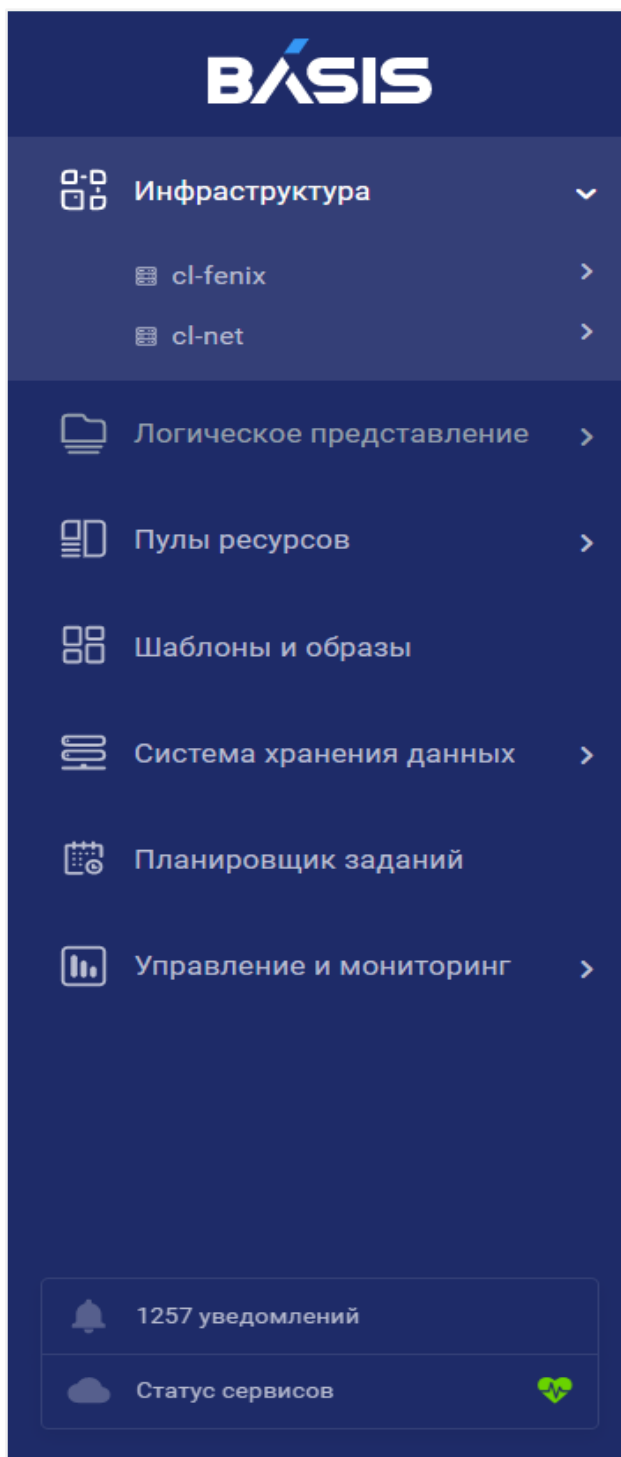 BÁSIS
Инфраструктура
cl-fenix
cl-net
Логическое представление
Пулы ресурсов
Шаблоны и образы
Система хранения данных
Планировщик заданий
Управление и мониторинг
1257 уведомлений
Статус сервисов